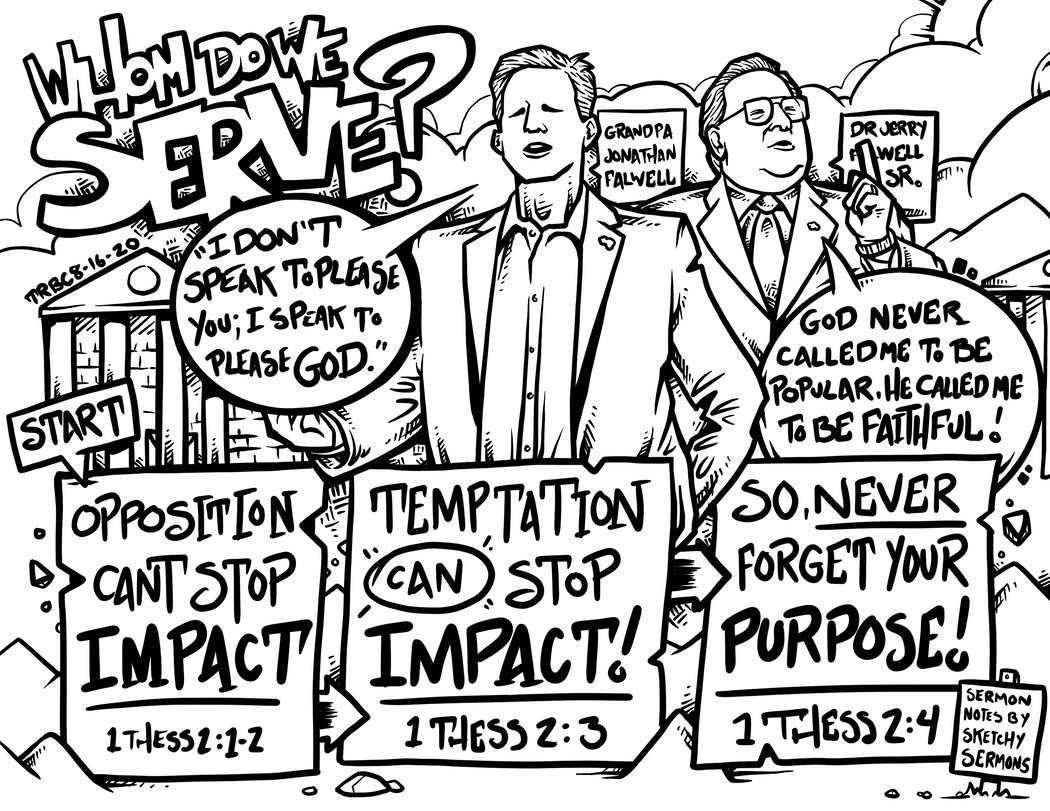 WHOM DO WE
SERVE?
GRANDPA
JONATHAN
FALWELL
DR JERRY
FALWELL
SR.
TRBC 8-16-20
"I DON'T
SPEAK TO PLEASE
YOU; I SPEAK TO
PLEASE GOD."
GOD NEVER
CALLED ME TO BE
POPULAR. HE CALLED ME
TO BE FAITHFUL!
START
OPPOSITION
CANT STOP
IMPACT
1 THESS 2:1-2
TEMPTATION
CAN STOP
IMPACT!
1 THESS 2:3
SO, NEVER
FORGET YOUR
PURPOSE!
1 THESS 2:4
SERMON
NOTES BY
SKETCHY
SERMONS